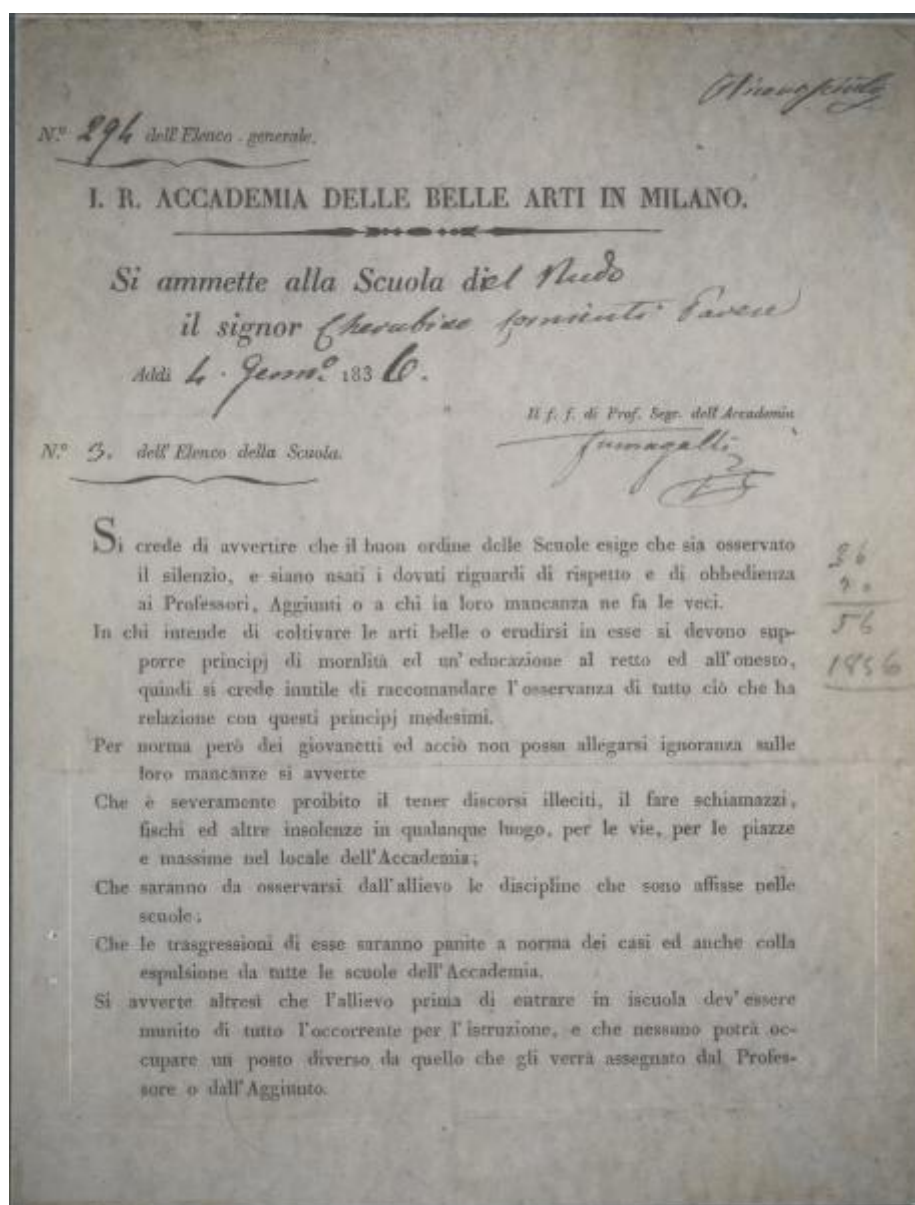 N.º 294 dell'Elenco generale.
I. R. ACCADEMIA DELLE BELLE ARTI IN MILANO.
Si ammette alla Scuola del Nudo
il signor Cherubino Cornienti Pavese
Addì 4. Genn.º 1836.
Il f. f. di Prof. Segr. dell'Accademia
Fumagalli
N.º 3. dell'Elenco della Scuola.
Si crede di avvertire che il buon ordine delle Scuole esige che sia osservato
il silenzio, e siano usati i dovuti riguardi di rispetto e di obbedienza
ai Professori, Aggiunti o a chi in loro mancanza ne fa le veci.
In chi intende di coltivare le arti belle o erudirsi in esse si devono sup-
porre principj di moralità ed un'educazione al retto ed all'onesto,
quindi si crede inutile di raccomandare l'osservanza di tutto ciò che ha
relazione con questi principj medesimi.
Per norma però dei giovanetti ed acciò non possa allegarsi ignoranza sulle
loro mancanze si avverte
Che è severamente proibito il tener discorsi illeciti, il fare schiamazzi,
fischi ed altre insolenze in qualunque luogo, per le vie, per le piazze
e massime nel locale dell'Accademia;
Che saranno da osservarsi dall'allievo le discipline che sono affisse nelle
scuole;
Che le trasgressioni di esse saranno punite a norma dei casi ed anche colla
espulsione da tutte le scuole dell'Accademia.
Si avverte altresì che l'allievo prima di entrare in iscuola dev'essere
munito di tutto l'occorrente per l'istruzione, e che nessuno potrà oc-
cupare un posto diverso da quello che gli verrà assegnato dal Profes-
sore o dall'Aggiunto.
36
20
56
1856